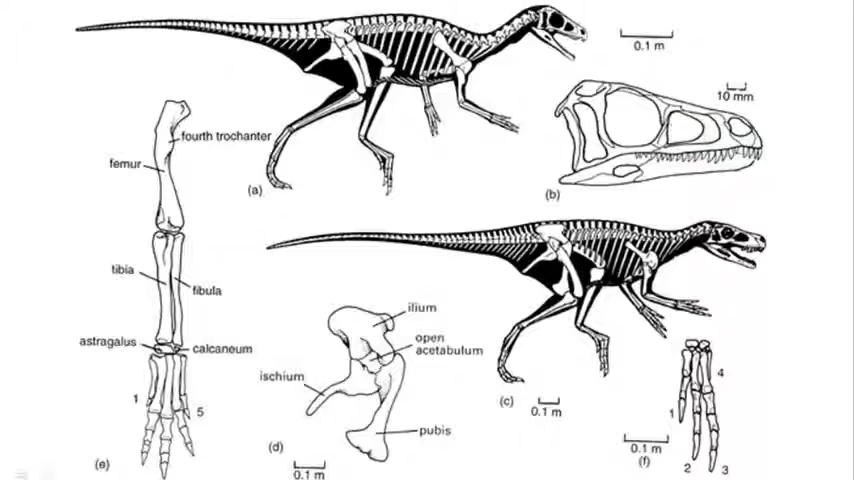 0.1 m
10 mm
fourth trochanter
femur
(a)
(b)
tibia
fibula
ilium
open
acetabulum
astragalus
calcaneum
ischium
4
1
5
(c)
0.1 m
1
pubis
(d)
0.1 m
(e)
0.1 m
(f)
2
3